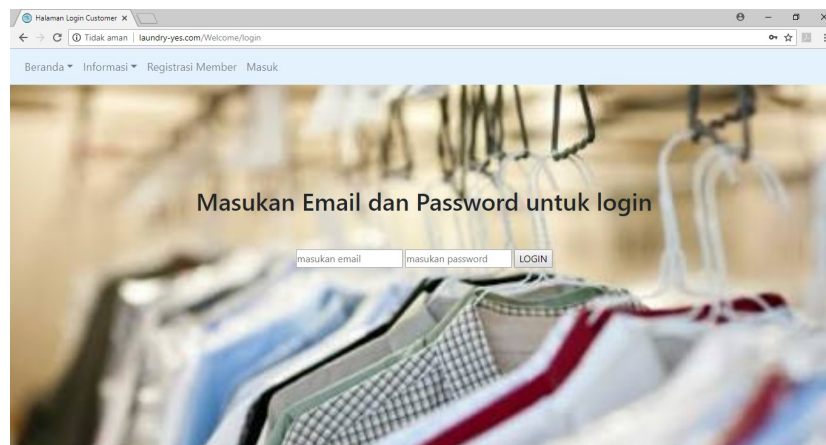 Halaman Login Customer
Tidak aman | laundry-yes.com/Welcome/login
Beranda Informasi Registrasi Member Masuk
Masukan Email dan Password untuk login
masukan email masukan password LOGIN